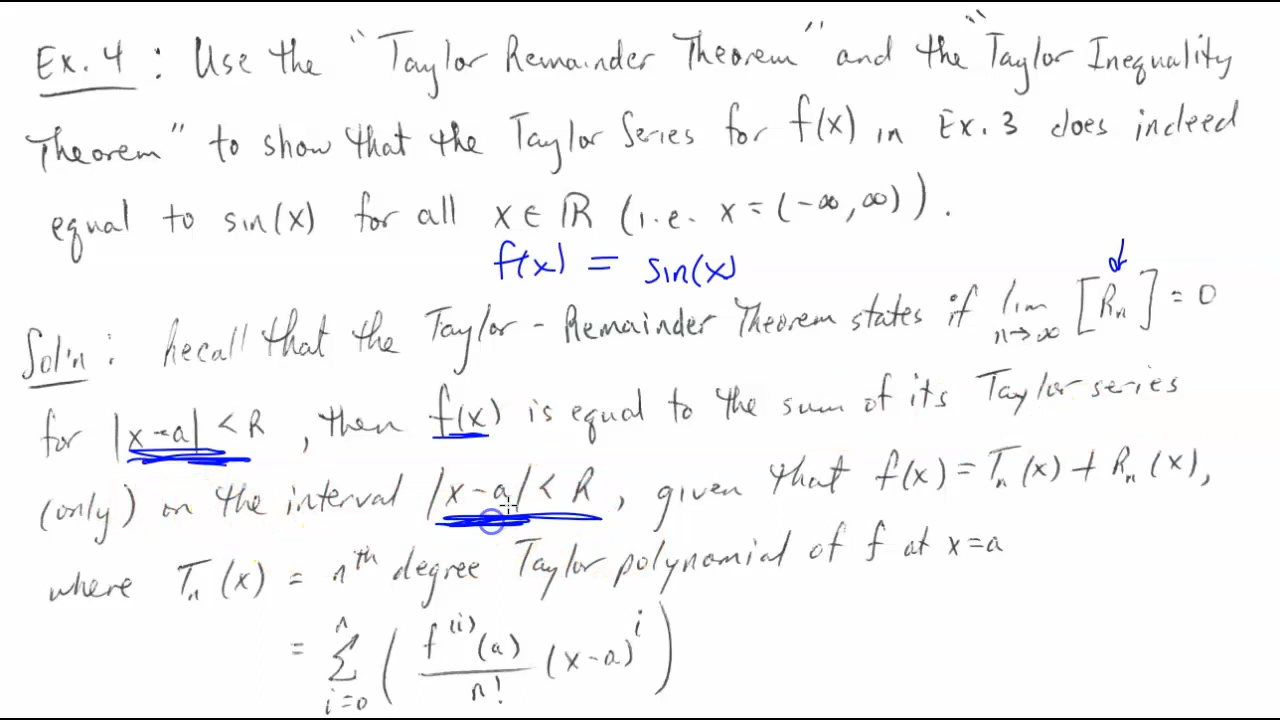 Ex. 4 : Use the "Taylor Remainder Theorem" and the "Taylor Inequality
Theorem" to show that the Taylor Series for f(x) in Ex. 3 does indeed
equal to sin(x) for all x ∈ ℝ (i.e. x = (-∞, ∞)).
f(x) = sin(x)
Sol'n : Recall that the Taylor - Remainder Theorem states if lim n→∞ [Rn] = 0
for |x-a| < R, then f(x) is equal to the sum of its Taylor series
(only) on the interval |x-a| < R, given that f(x) = Tn(x) + Rn(x),
where Tn(x) = nth degree Taylor polynomial of f at x=a
= n Σ i=0 ( f^(i)(a) / n! (x-a)^i )